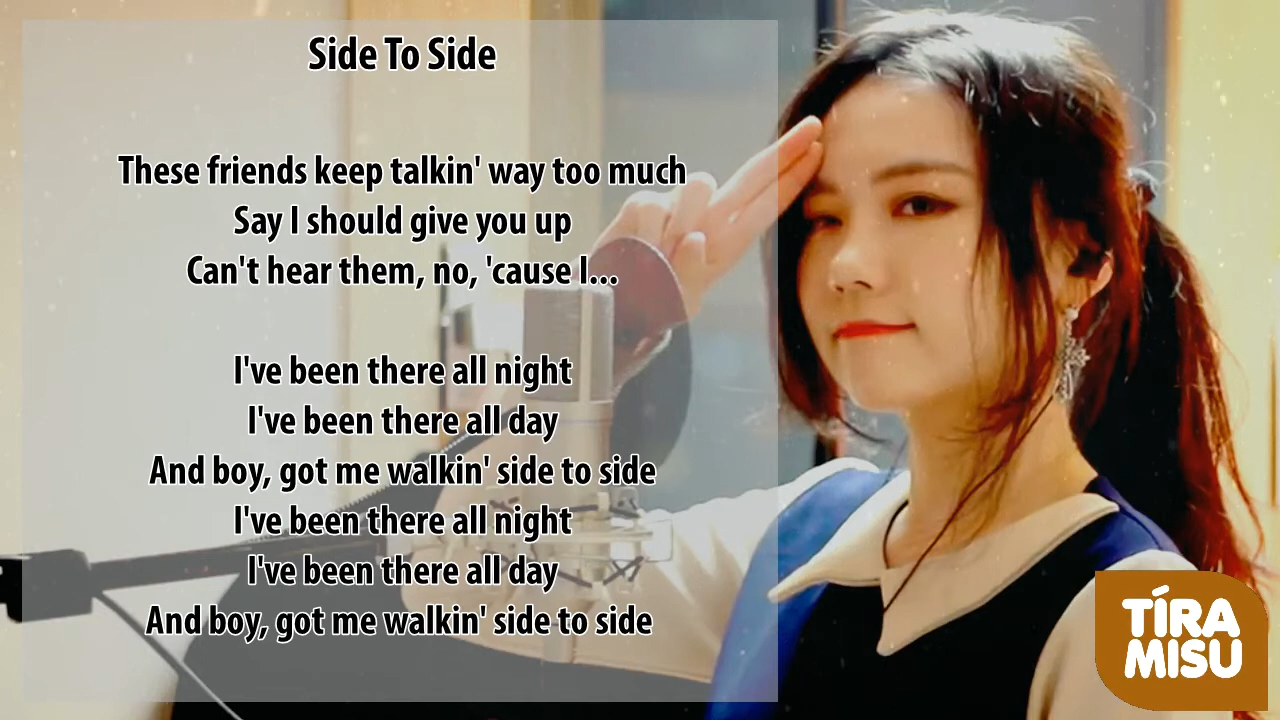 Side To Side
These friends keep talkin' way too much
Say I should give you up
Can't hear them, no, 'cause I...
I've been there all night
I've been there all day
And boy, got me walkin' side to side
I've been there all night
I've been there all day
And boy, got me walkin' side to side
TÍRA
MISU